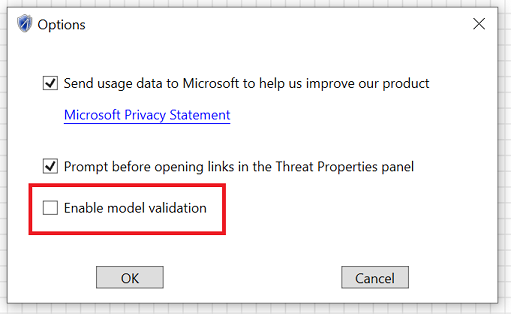 Options
Send usage data to Microsoft to help us improve our product
Microsoft Privacy Statement
Prompt before opening links in the Threat Properties panel
Enable model validation
OK
Cancel